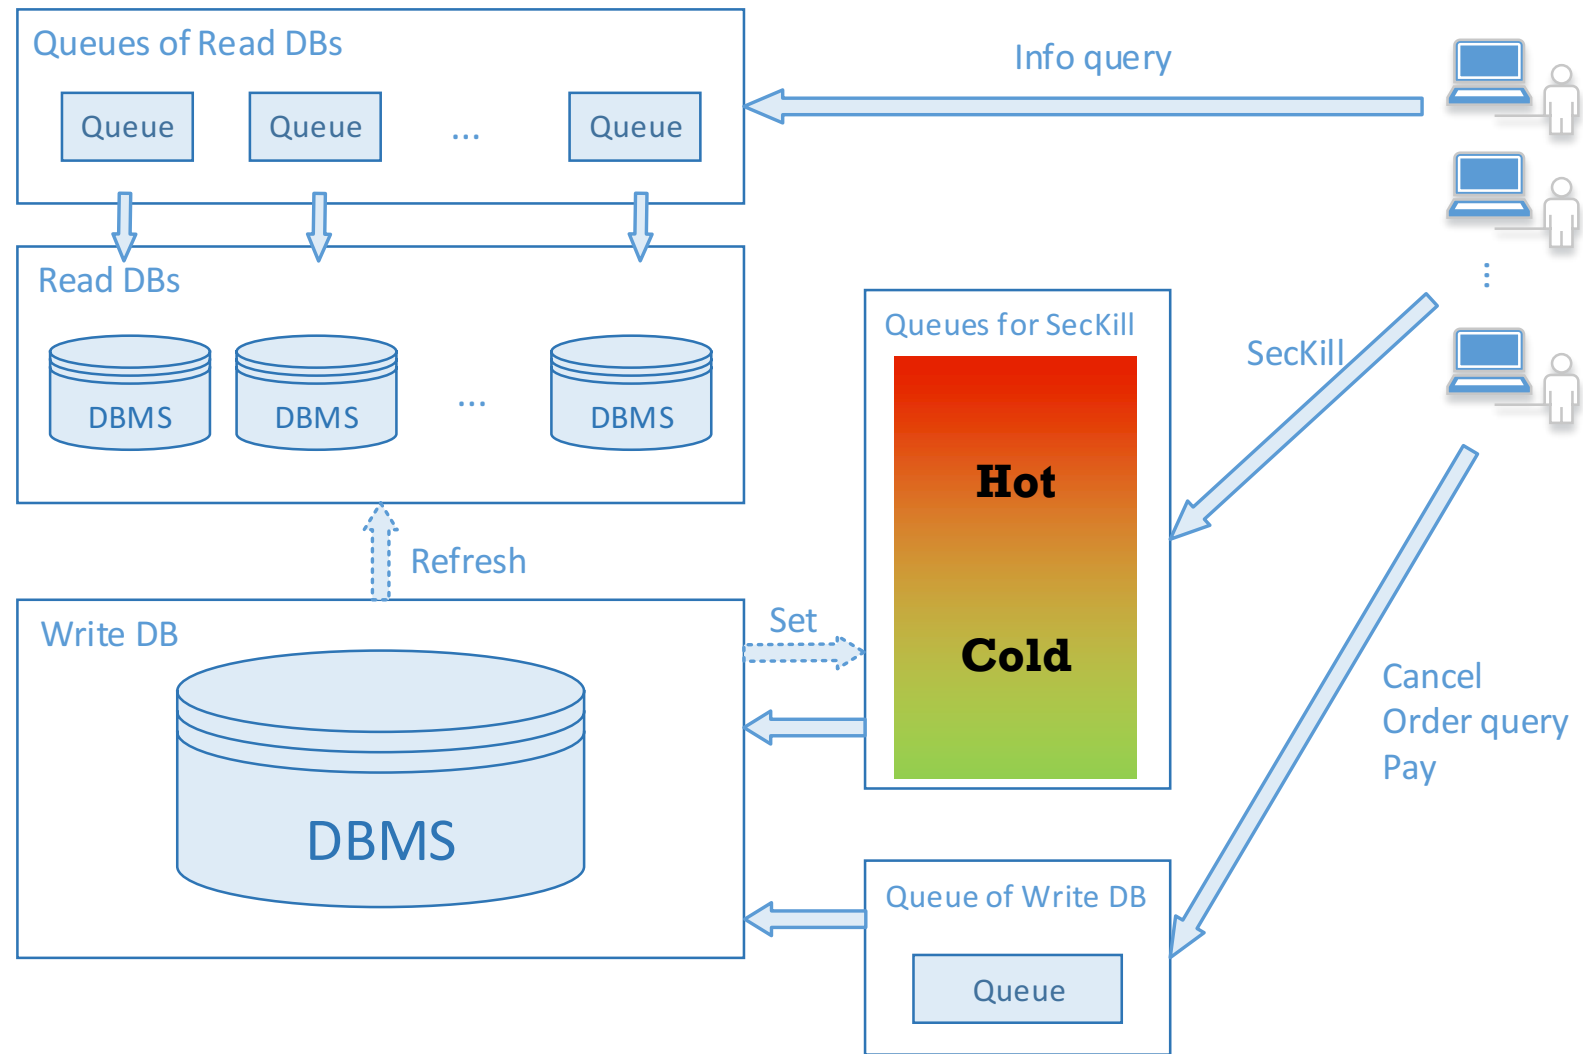 Queues of Read DBs
Queue
Queue
...
Queue
Info query
Read DBs
DBMS
DBMS
...
DBMS
Queues for SecKill
Hot
Cold
SecKill
...
Refresh
Write DB
DBMS
Set
Cancel
Order query
Pay
Queue of Write DB
Queue